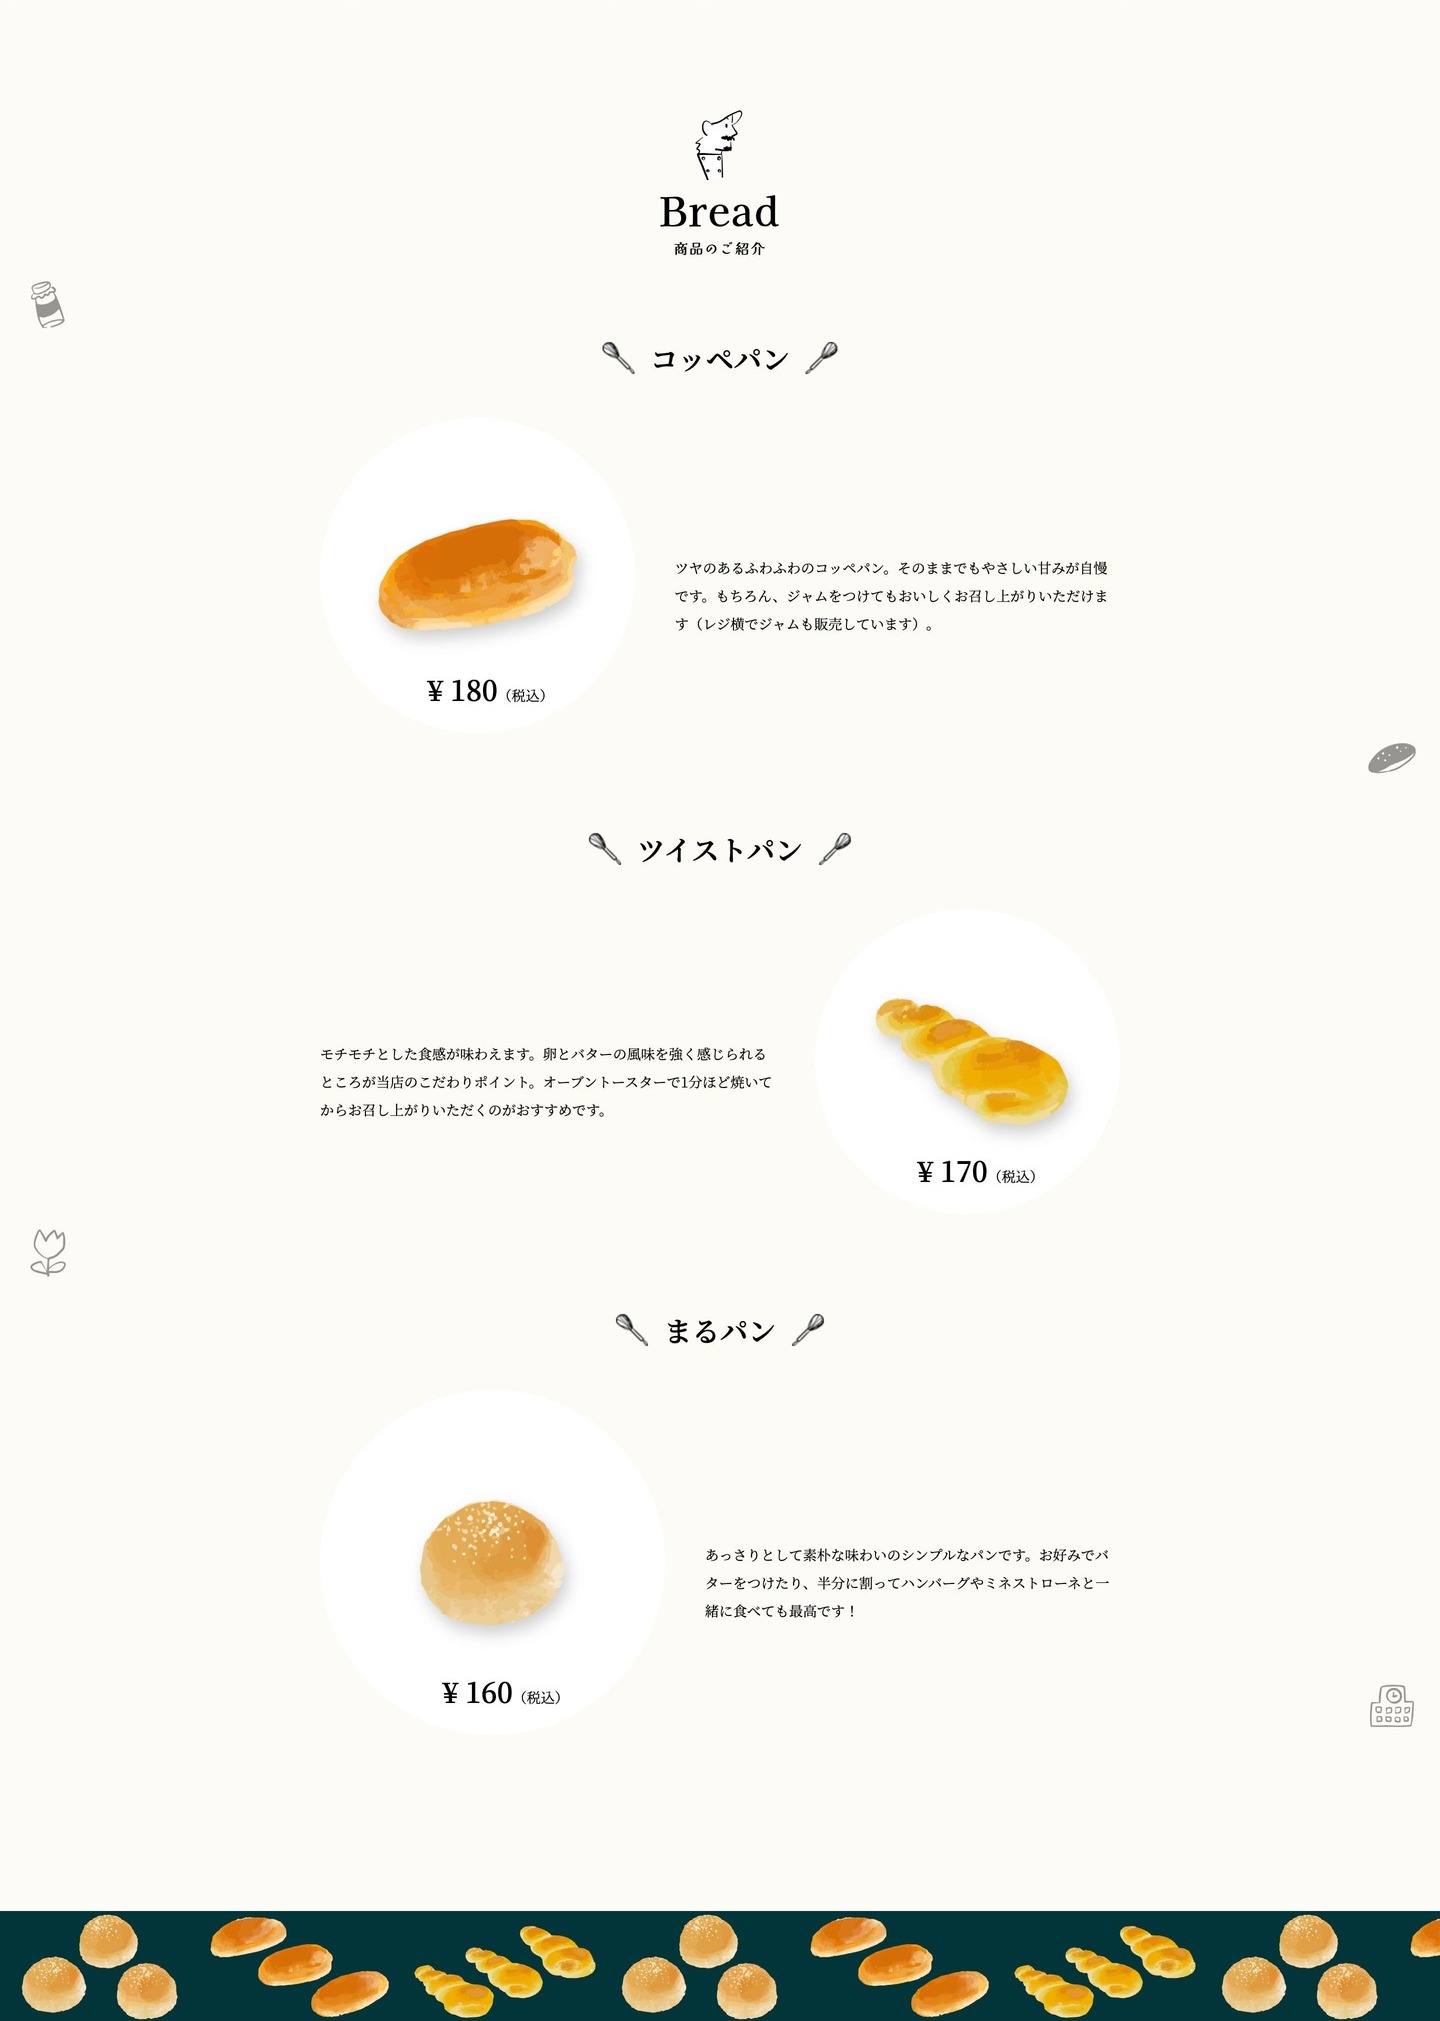 Bread
商品のご紹介
コッペパン
ツヤのあるふわふわのコッペパン。そのままでもやさしい甘みが自慢
です。もちろん、ジャムをつけてもおいしくお召し上がりいただけま
す（レジ横でジャムも販売しています）。
¥ 180（税込）
ツイストパン
モチモチとした食感が味わえます。卵とバターの風味を強く感じられる
ところが当店のこだわりポイント。オーブントースターで1分ほど焼いて
からお召し上がりいただくのがおすすめです。
¥ 170（税込）
まるパン
あっさりとして素朴な味わいのシンプルなパンです。お好みでバ
ターをつけたり、半分に割ってハンバーグやミネストローネと一
緒に食べても最高です！
¥ 160（税込）